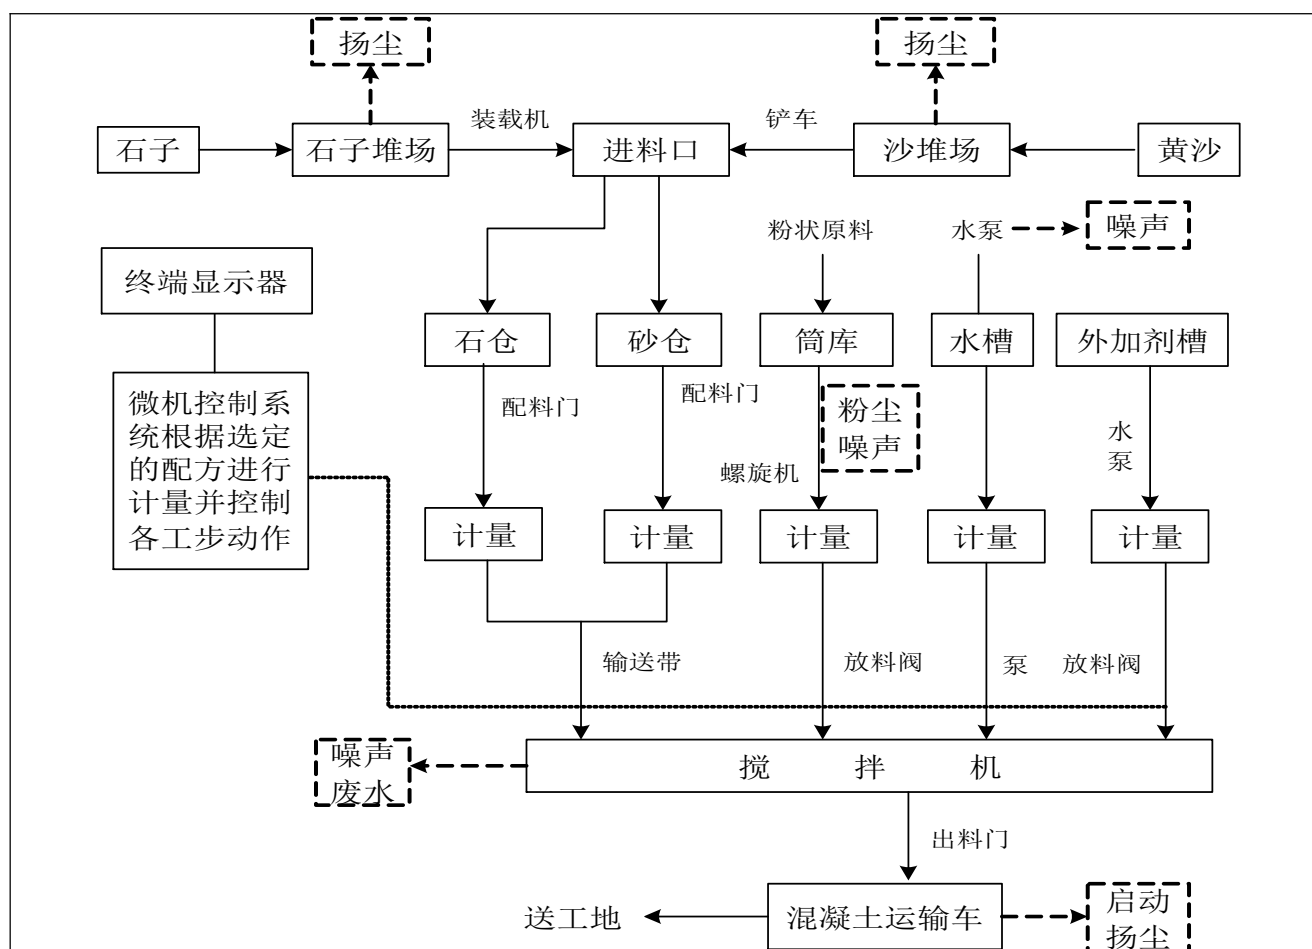 扬尘
扬尘
装载机
铲车
石子
石子堆场
进料口
沙堆场
黄沙
粉状原料
水泵
噪声
终端显示器
石仓
砂仓
筒库
水槽
外加剂槽
微机控制系
统根据选定
的配方进行
计量并控制
各工步动作
配料门
配料门
粉尘
噪声
水
泵
螺旋机
计量
计量
计量
计量
计量
输送带
放料阀
泵
放料阀
噪声
废水
搅拌机
出料门
送工地
混凝土运输车
启动
扬尘